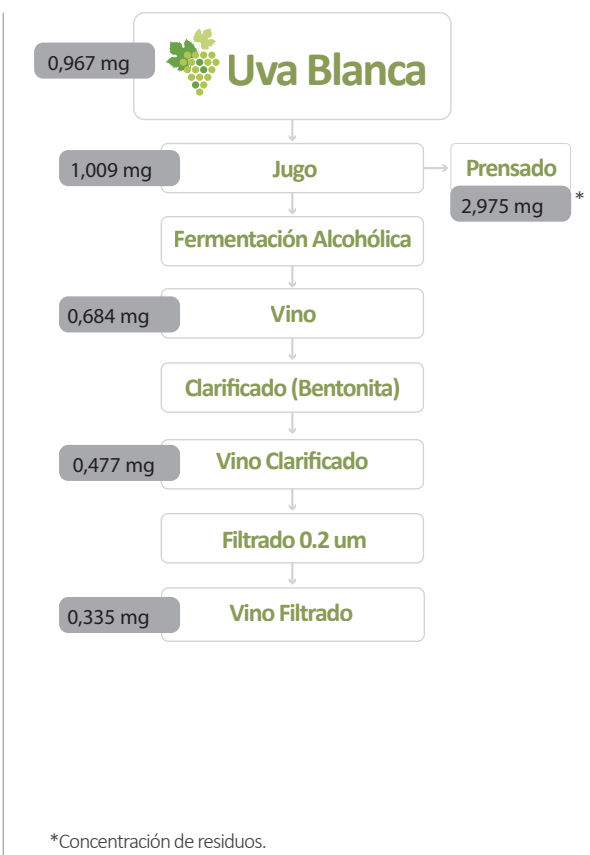 0,967 mg
Uva Blanca
1,009 mg
Jugo
Prensado
2,975 mg *
Fermentación Alcohólica
0,684 mg
Vino
Clarificado (Bentonita)
0,477 mg
Vino Clarificado
Filtrado 0.2 um
0,335 mg
Vino Filtrado
*Concentración de residuos.